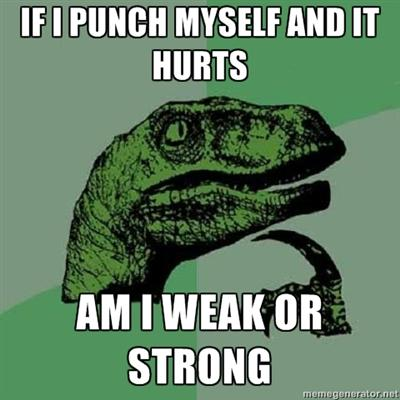 IF I PUNCH MYSELF AND IT
HURTS
AM I WEAK OR
STRONG
memegenerator.net